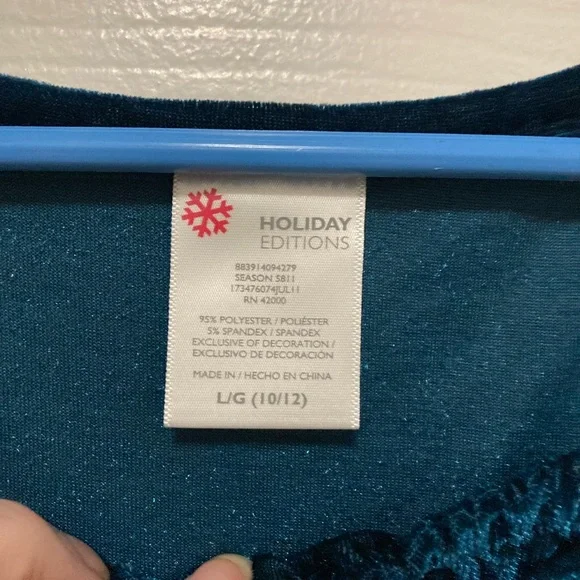 HOLIDAY
EDITIONS
883914094279
SEASON S811
173476074JUL11
RN 42000
95% POLYESTER / POLIÉSTER
5% SPANDEX / SPANDEX
EXCLUSIVE OF DECORATION /
EXCLUSIVO DE DECORACIÓN
MADE IN / HECHO EN CHINA
L/G (10/12)